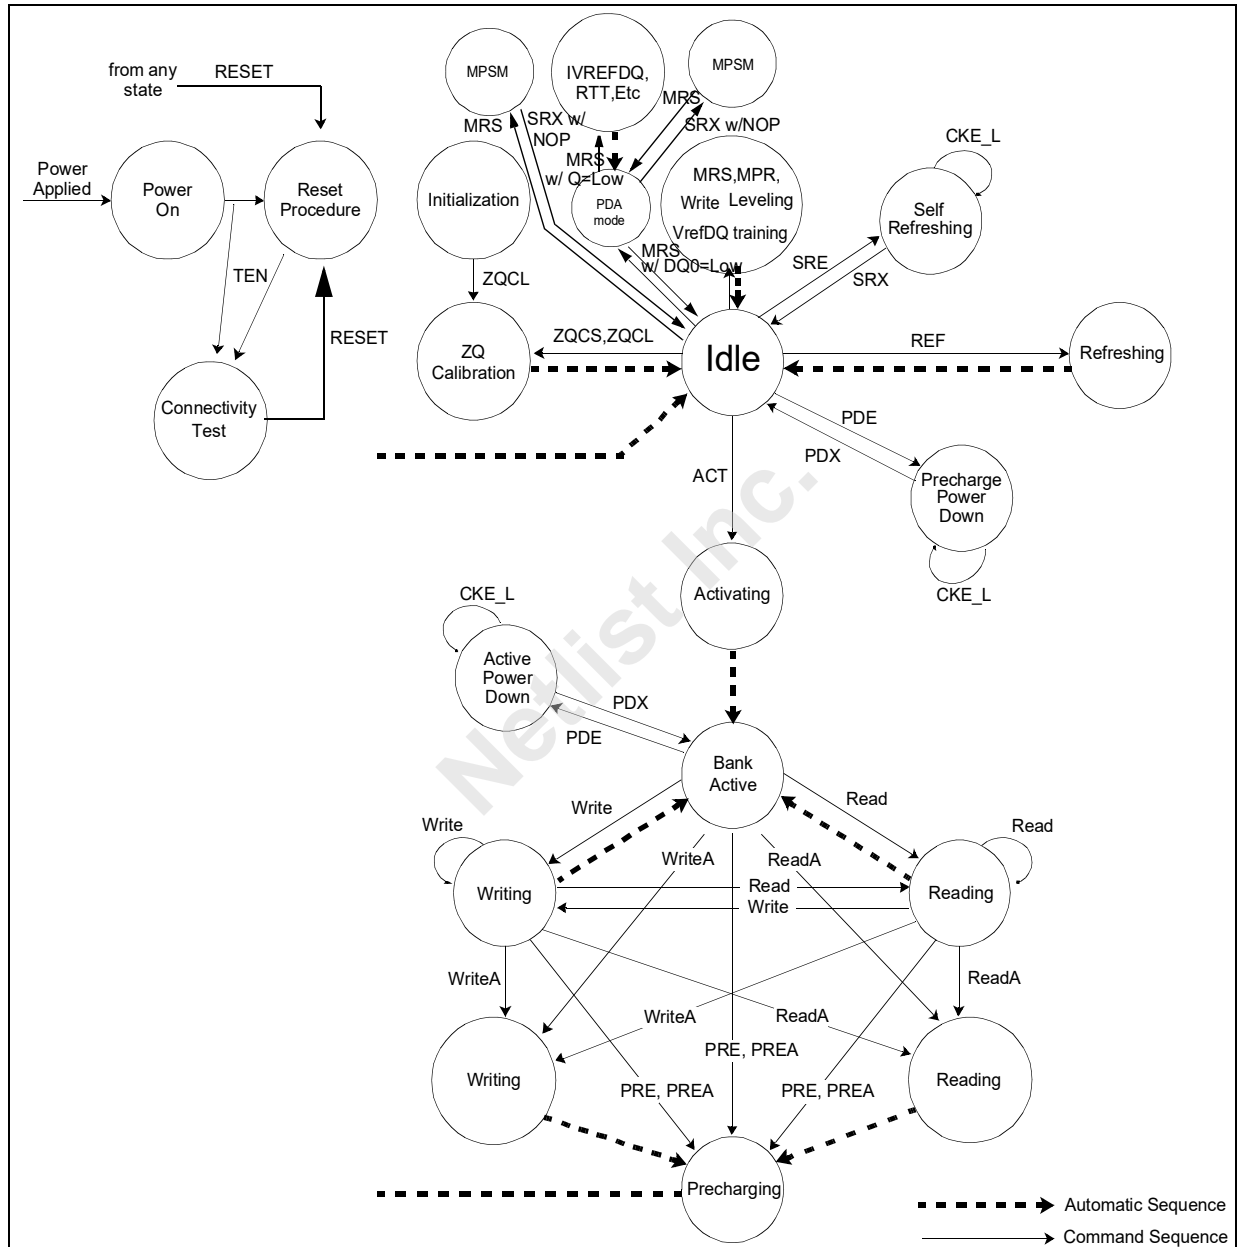 MPSM
IVREFDQ,
RTT,Etc
MPSM
from any
state
RESET
MRS
SRX w/
NOP
MRS
SRX w/NOP
CKE_L
Power
Applied
Power
On
Reset
Procedure
Initialization
MRS
w/ Q=Low
PDA
mode
MRS,MPR,
Write Leveling
VrefDQ training
Self
Refreshing
TEN
ZQCL
MRS
w/ DQ0=Low
SRE
SRX
RESET
ZQCS,ZQCL
ZQ
Calibration
Idle
REF
Refreshing
Connectivity
Test
PDE
PDX
ACT
Precharge
Power
Down
CKE_L
Activating
CKE_L
Active
Power
Down
PDX
PDE
Bank
Active
Netlist Inc.
Write
Read
Write
WriteA
ReadA
Read
Writing
Read
Write
Reading
WriteA
ReadA
WriteA
ReadA
PRE, PREA
Writing
PRE, PREA
PRE, PREA
Reading
Precharging
Automatic Sequence
Command Sequence